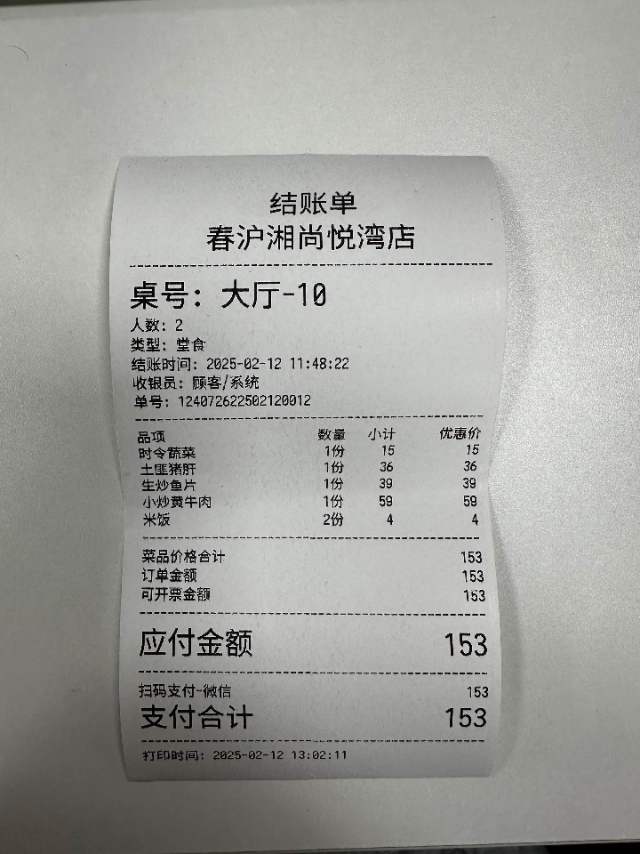 结账单
春沪湘尚悦湾店
桌号: 大厅-10
人数: 2
类型: 堂食
结账时间: 2025-02-12 11:48:22
收银员: 顾客/系统
单号: 124072622502120012
品项 数量 小计 优惠价
时令蔬菜 1份 15 15
土匪猪肝 1份 36 36
生炒鱼片 1份 39 39
小炒黄牛肉 1份 59 59
米饭 2份 4 4
菜品价格合计 153
订单金额 153
可开票金额 153
应付金额 153
扫码支付-微信 153
支付合计 153
打印时间: 2025-02-12 13:02:11